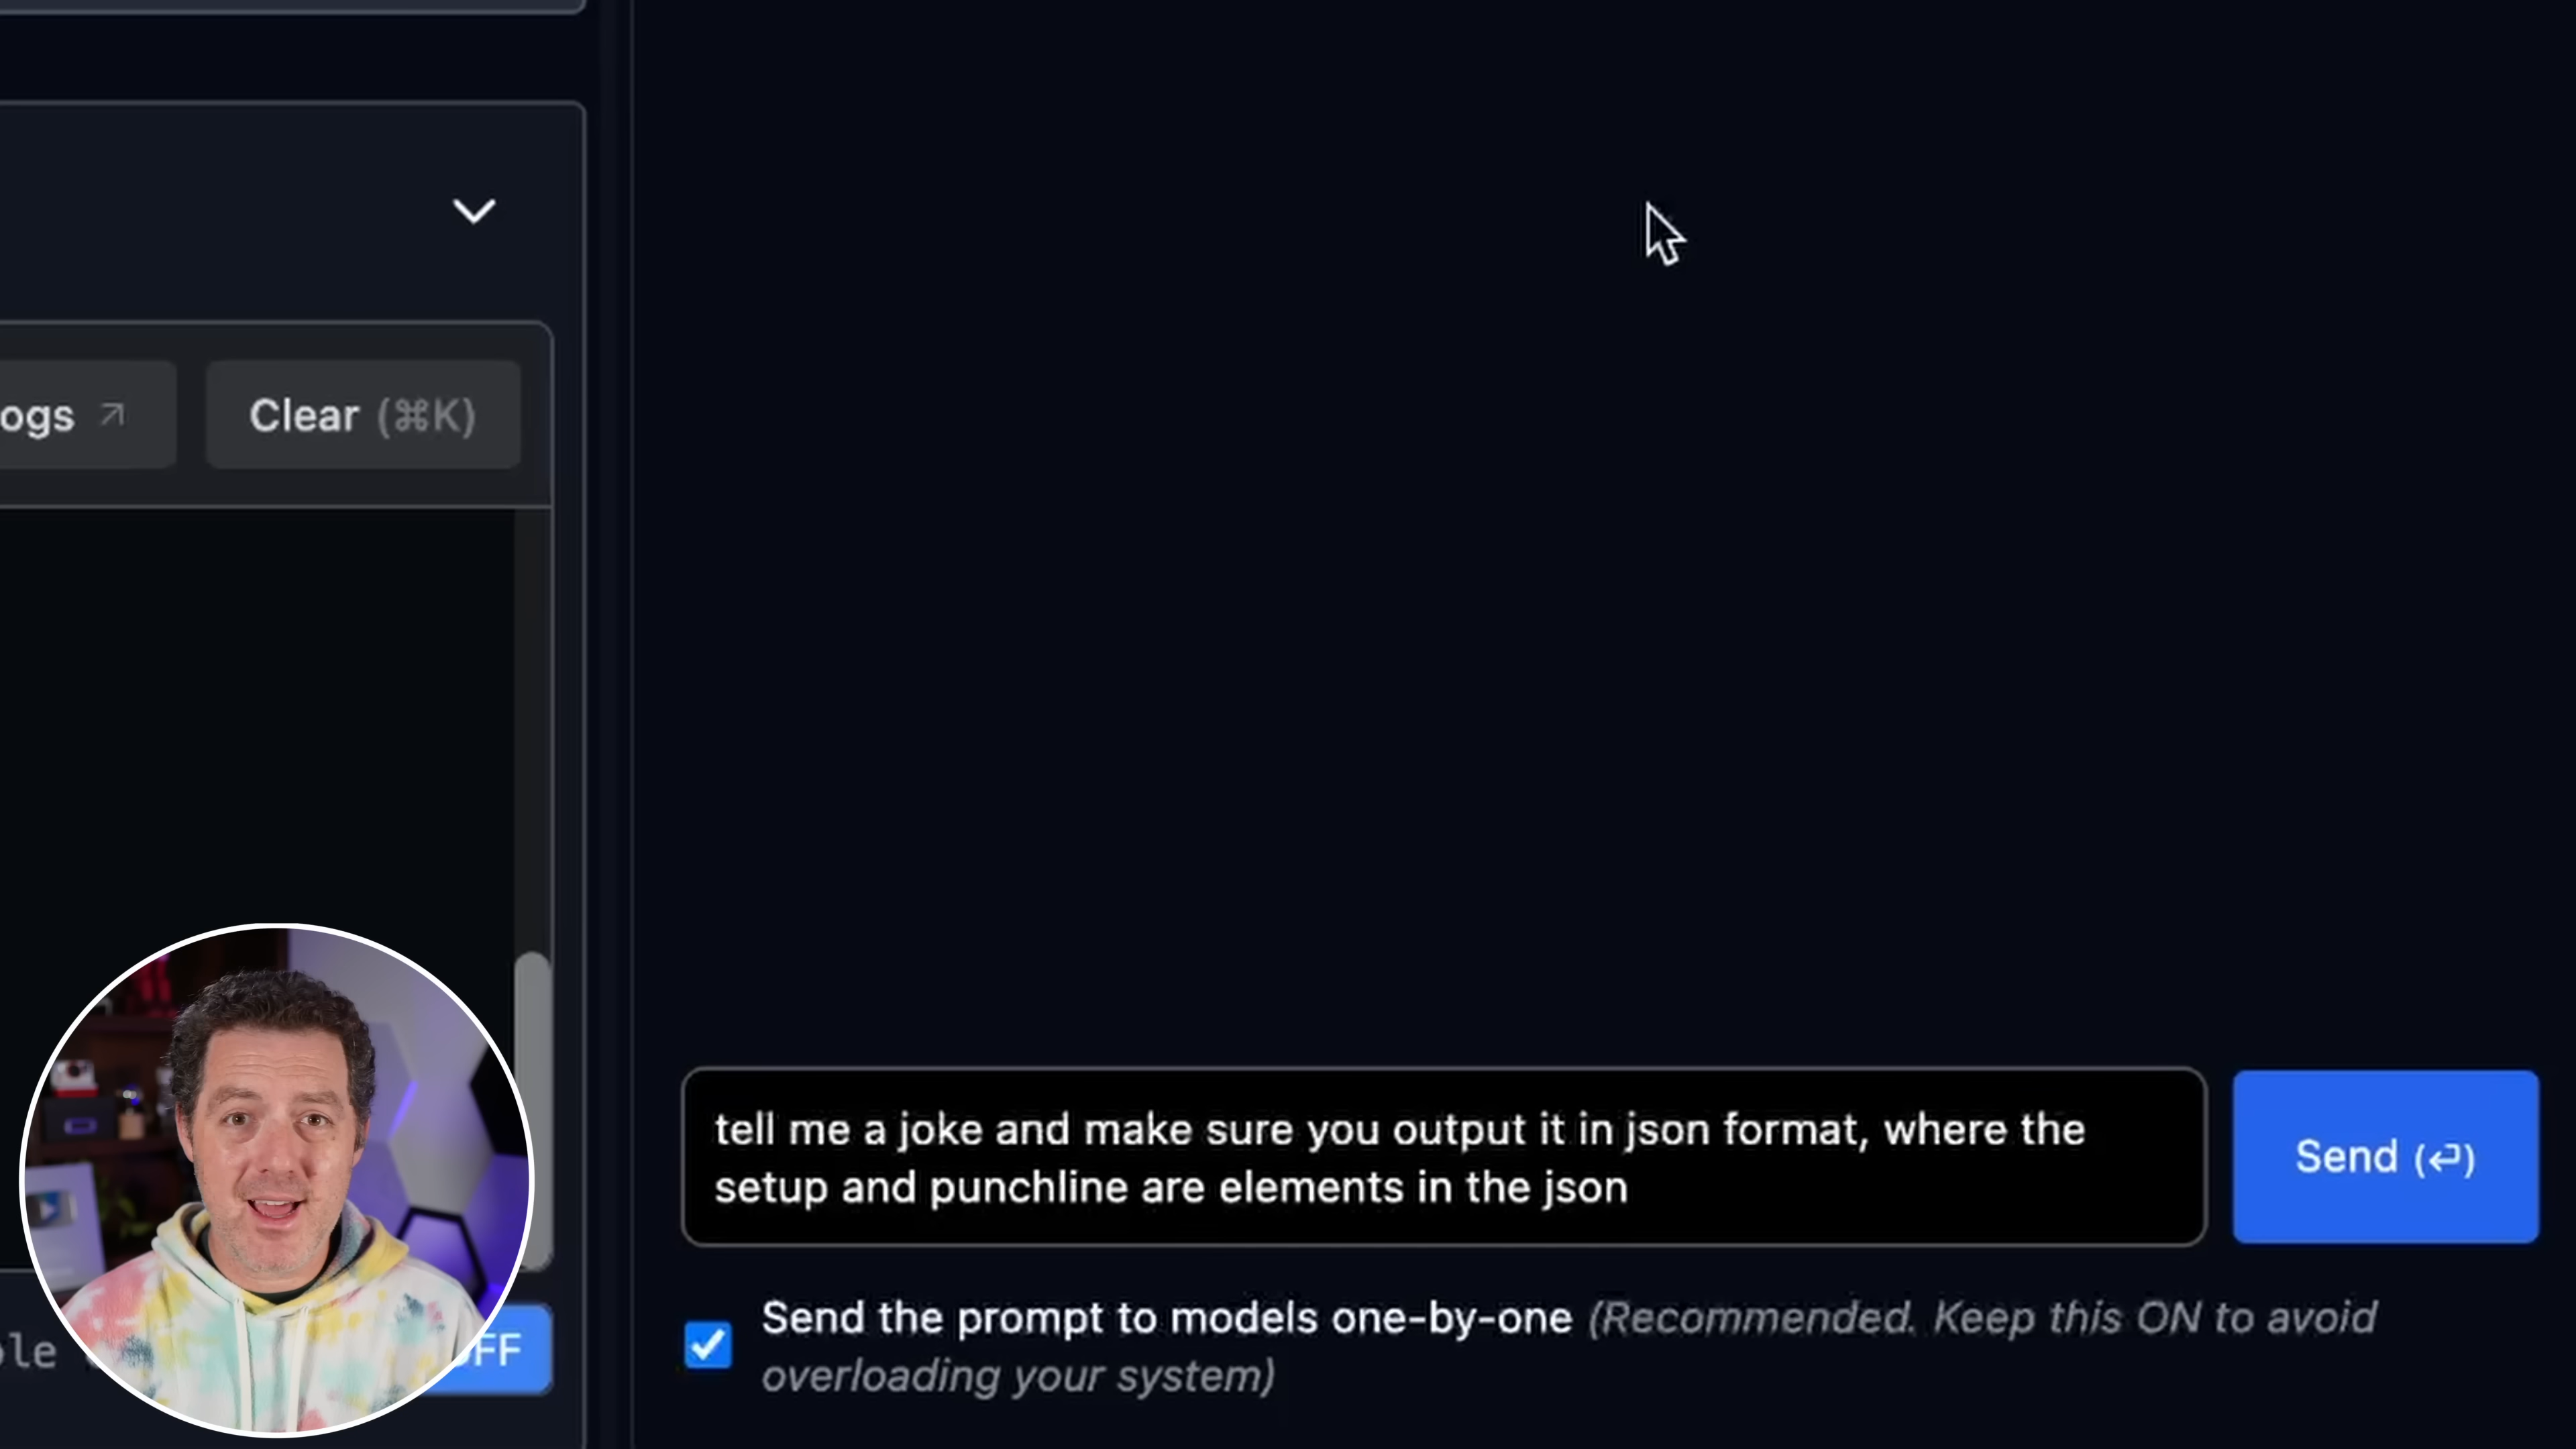 ogs ↗
Clear (⌘K)
tell me a joke and make sure you output it in json format, where the
setup and punchline are elements in the json
Send (⏎)
Send the prompt to models one-by-one (Recommended. Keep this ON to avoid
overloading your system)